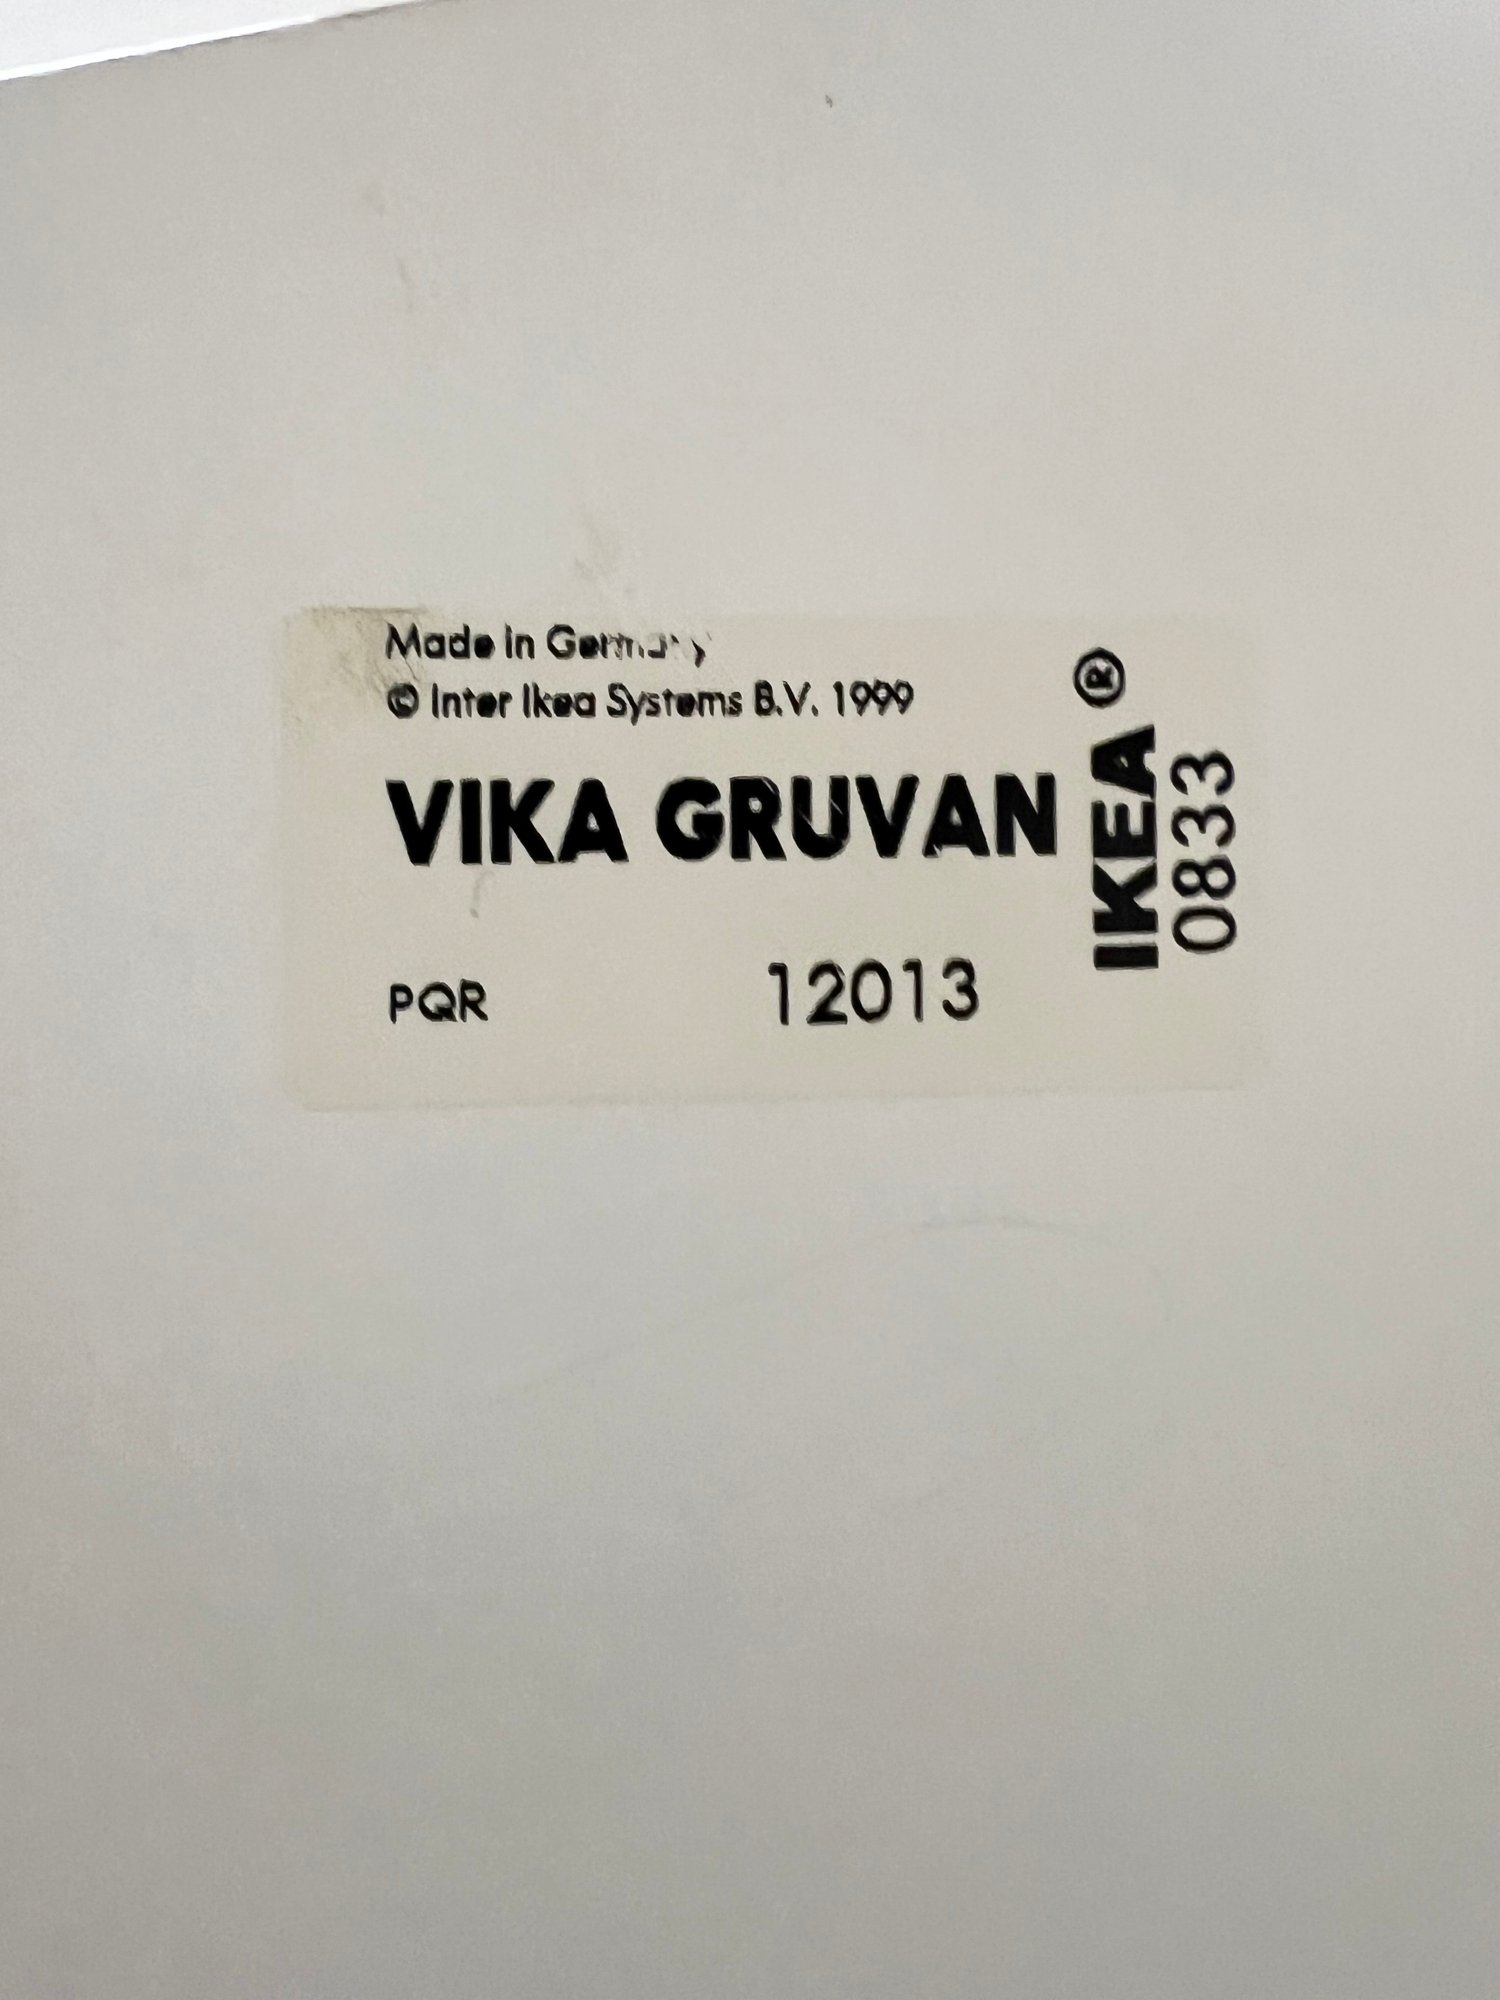 Made in Germany
© Inter Ikea Systems B.V. 1999
VIKA GRUVAN
PQR 12013
IKEA®
0833